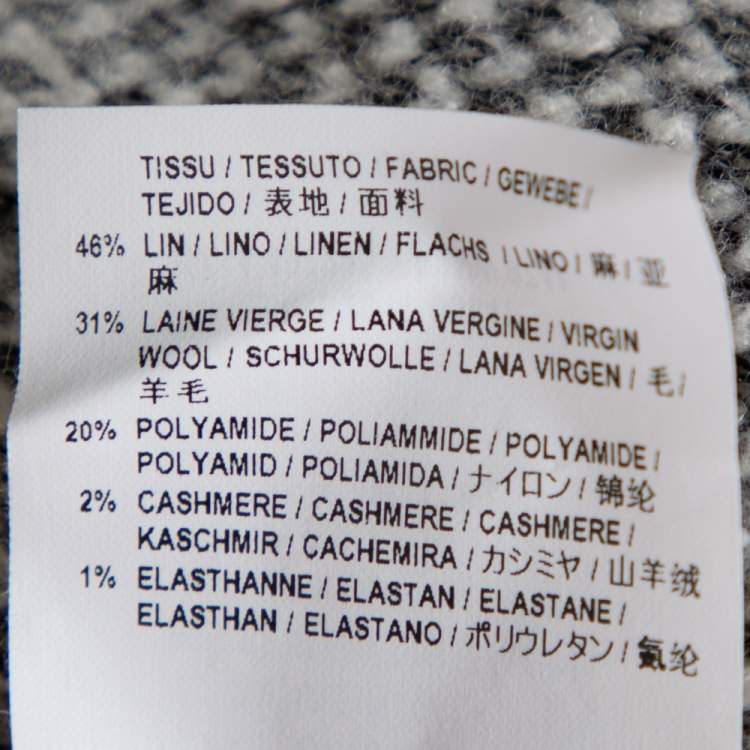 TISSU / TESSUTO / FABRIC / GEWEBE /
TEJIDO / 表地 / 面料
46% LIN / LINO / LINEN / FLACHS / LINO / 麻 / 亚
麻
31% LAINE VIERGE / LANA VERGINE / VIRGIN
WOOL / SCHURWOLLE / LANA VIRGEN / 毛 /
羊毛
20% POLYAMIDE / POLIAMMIDE / POLYAMIDE /
POLYAMID / POLIAMIDA / ナイロン / 锦纶
2% CASHMERE / CASHMERE / CASHMERE /
KASCHMIR / CACHEMIRA / カシミヤ / 山羊绒
1% ELASTHANNE / ELASTAN / ELASTANE /
ELASTHAN / ELASTANO / ポリウレタン / 氨纶